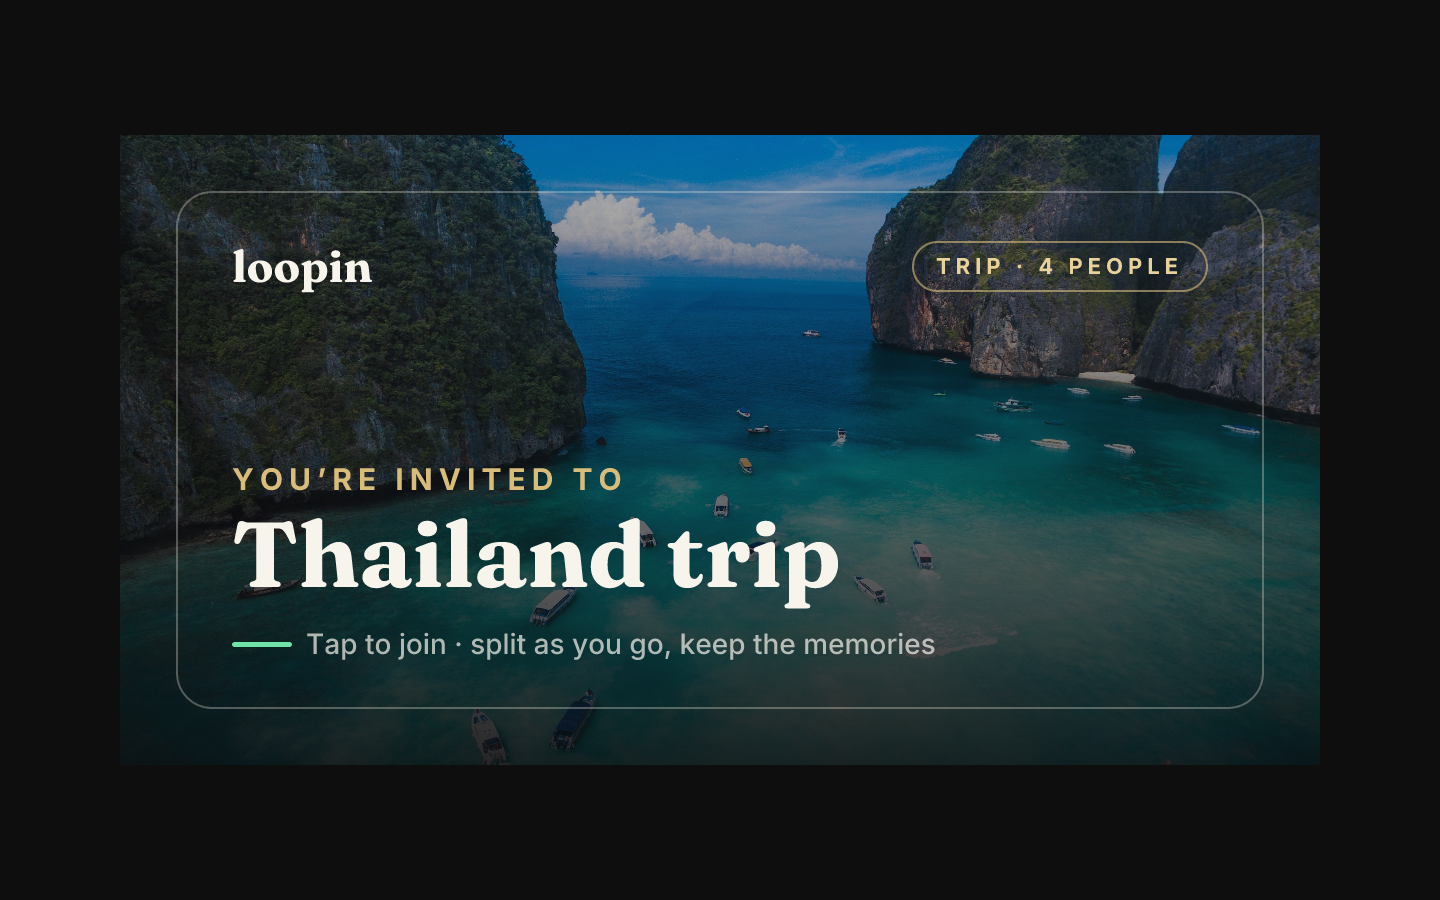 loopin
TRIP · 4 PEOPLE
YOU’RE INVITED TO
Thailand trip
Tap to join · split as you go, keep the memories